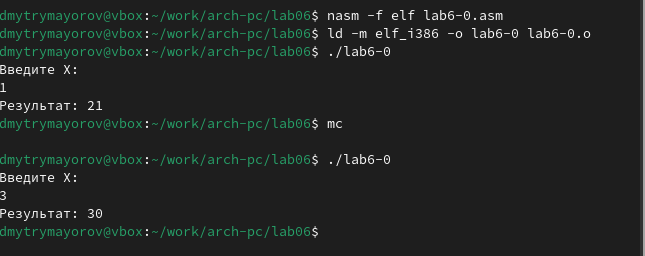 dmytrymayorov@vbox:~/work/arch-pc/lab06$ nasm -f elf lab6-0.asm
dmytrymayorov@vbox:~/work/arch-pc/lab06$ ld -m elf_i386 -o lab6-0 lab6-0.o
dmytrymayorov@vbox:~/work/arch-pc/lab06$ ./lab6-0
Введите X:
1
Результат: 21
dmytrymayorov@vbox:~/work/arch-pc/lab06$ mc
dmytrymayorov@vbox:~/work/arch-pc/lab06$ ./lab6-0
Введите X:
3
Результат: 30
dmytrymayorov@vbox:~/work/arch-pc/lab06$